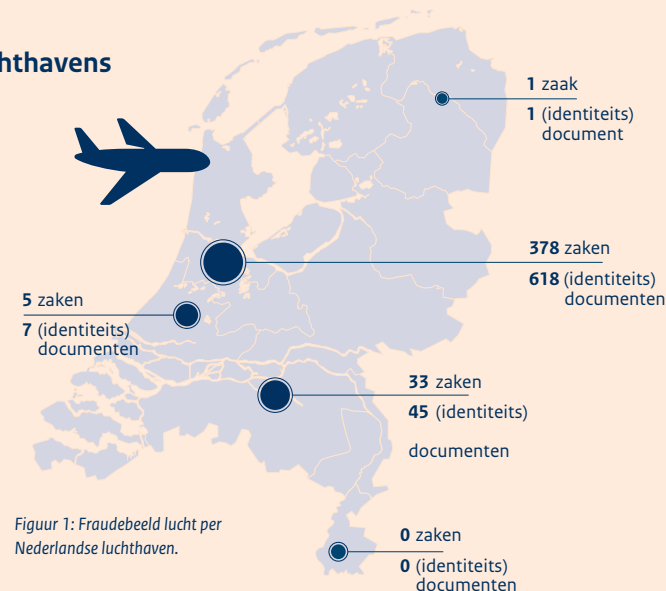 hthavens
1 zaak
1 (identiteits)
document
378 zaken
618 (identiteits)
documenten
5 zaken
7 (identiteits)
documenten
33 zaken
45 (identiteits)
documenten
Figuur 1: Fraudebeeld lucht per
Nederlandse luchthaven.
0 zaken
0 (identiteits)
documenten